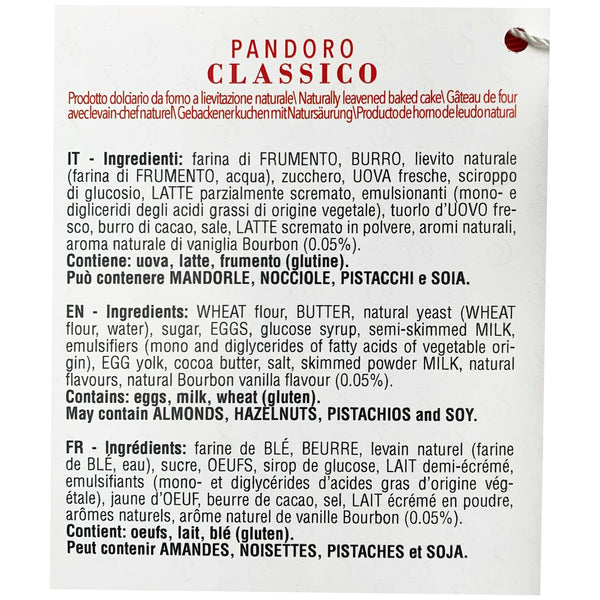 PANDORO
CLASSICO
Prodotto dolciario da forno a lievitazione naturale\ Naturally leavened baked cake\ Gâteau de four
avec levain-chef naturel\ Gebackener kuchen mit Natursäurung\ Producto de horno de leudo natural
IT - Ingredienti: farina di FRUMENTO, BURRO, lievito naturale
(farina di FRUMENTO, acqua), zucchero, UOVA fresche, sciroppo
di glucosio, LATTE parzialmente scremato, emulsionanti (mono- e
digliceridi degli acidi grassi di origine vegetale), tuorlo d'UOVO fre-
sco, burro di cacao, sale, LATTE scremato in polvere, aromi naturali,
aroma naturale di vaniglia Bourbon (0.05%).
Contiene: uova, latte, frumento (glutine).
Può contenere MANDORLE, NOCCIOLE, PISTACCHI e SOIA.
EN - Ingredients: WHEAT flour, BUTTER, natural yeast (WHEAT
flour, water), sugar, EGGS, glucose syrup, semi-skimmed MILK,
emulsifiers (mono and diglycerides of fatty acids of vegetable ori-
gin), EGG yolk, cocoa butter, salt, skimmed powder MILK, natural
flavours, natural Bourbon vanilla flavour (0.05%).
Contains: eggs, milk, wheat (gluten).
May contain ALMONDS, HAZELNUTS, PISTACHIOS and SOY.
FR - Ingrédients: farine de BLÉ, BEURRE, levain naturel (farine
de BLÉ, eau), sucre, OEUFS, sirop de glucose, LAIT demi-écrémé,
emulsifiants (mono- et diglycérides d'acides gras d'origine vég-
étale), jaune d'OEUF, beurre de cacao, sel, LAIT écrémé en poudre,
arômes naturels, arôme naturel de vanille Bourbon (0.05%).
Contient: oeufs, lait, blé (gluten).
Peut contenir AMANDES, NOISETTES, PISTACHES et SOJA.